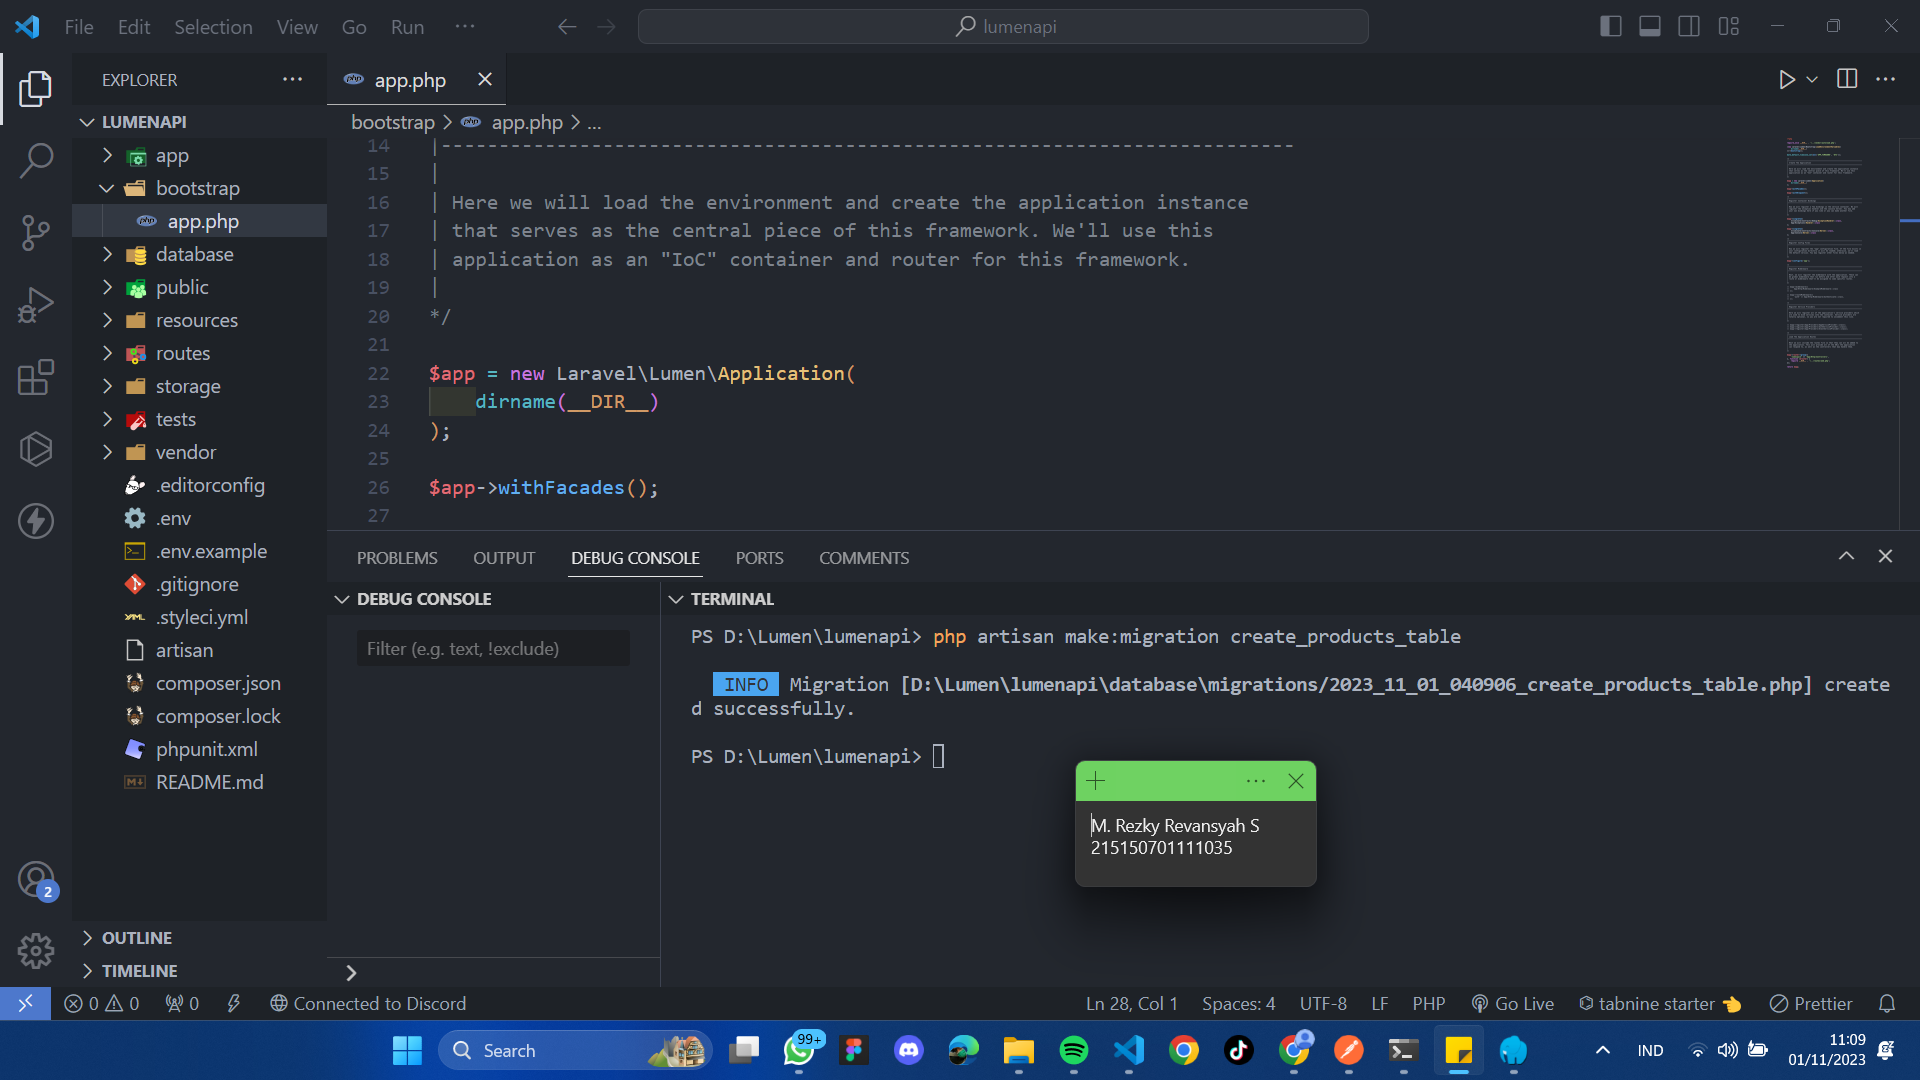 File Edit Selection View Go Run ... lumenapi
EXPLORER ...
app.php
LUMENAPI
bootstrap > app.php > ...
app
bootstrap
app.php
database
public
resources
routes
storage
tests
vendor
.editorconfig
.env
.env.example
.gitignore
.styleci.yml
artisan
composer.json
composer.lock
phpunit.xml
README.md
OUTLINE
TIMELINE
14 |--------------------------------------------------------------------------
15 |
16 | Here we will load the environment and create the application instance
17 | that serves as the central piece of this framework. We'll use this
18 | application as an "IoC" container and router for this framework.
19 |
20 */
21
22 $app = new Laravel\Lumen\Application(
23     dirname(__DIR__)
24 );
25
26 $app->withFacades();
27
PROBLEMS OUTPUT DEBUG CONSOLE PORTS COMMENTS
DEBUG CONSOLE
Filter (e.g. text, !exclude)
TERMINAL
PS D:\Lumen\lumenapi> php artisan make:migration create_products_table
INFO Migration [D:\Lumen\lumenapi\database\migrations/2023_11_01_040906_create_products_table.php] create
d successfully.
PS D:\Lumen\lumenapi>
M. Rezky Revansyah S
215150701111035
2
0 0 0 Connected to Discord Ln 28, Col 1 Spaces: 4 UTF-8 LF PHP Go Live tabnine starter Prettier
Search 99+ IND 11:09
01/11/2023